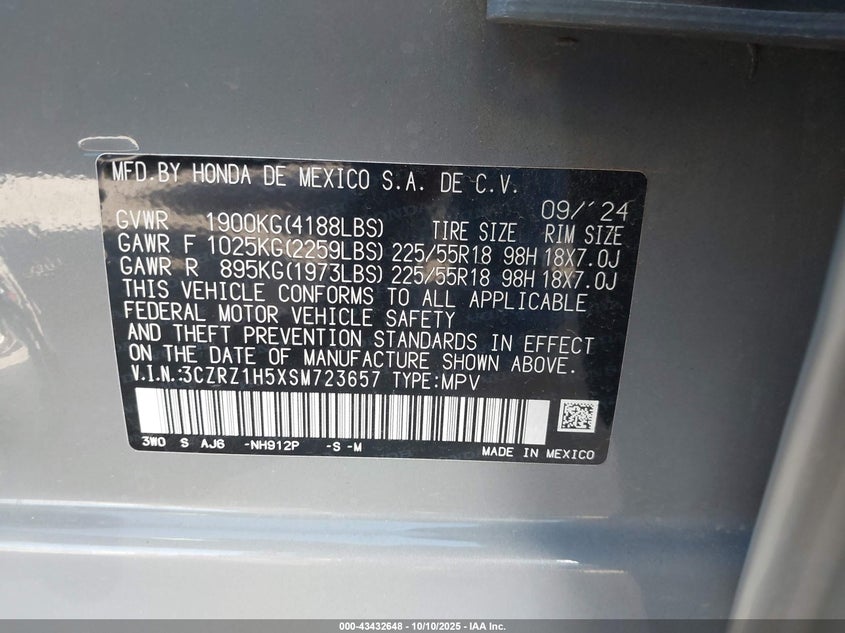 MFD.BY HONDA DE MEXICO S.A. DE C.V.
09/'24
GVWR 1900KG(4188LBS) TIRE SIZE RIM SIZE
GAWR F 1025KG(2259LBS) 225/55R18 98H 18X7.0J
GAWR R 895KG(1973LBS) 225/55R18 98H 18X7.0J
THIS VEHICLE CONFORMS TO ALL APPLICABLE
FEDERAL MOTOR VEHICLE SAFETY
AND THEFT PREVENTION STANDARDS IN EFFECT
ON THE DATE OF MANUFACTURE SHOWN ABOVE.
V.I.N.:3CZRZ1H5XSM723657 TYPE:MPV
3W0 S AJ6 -NH912P -S -M
MADE IN MEXICO
000-43432648 - 10/10/2025 - IAA Inc.